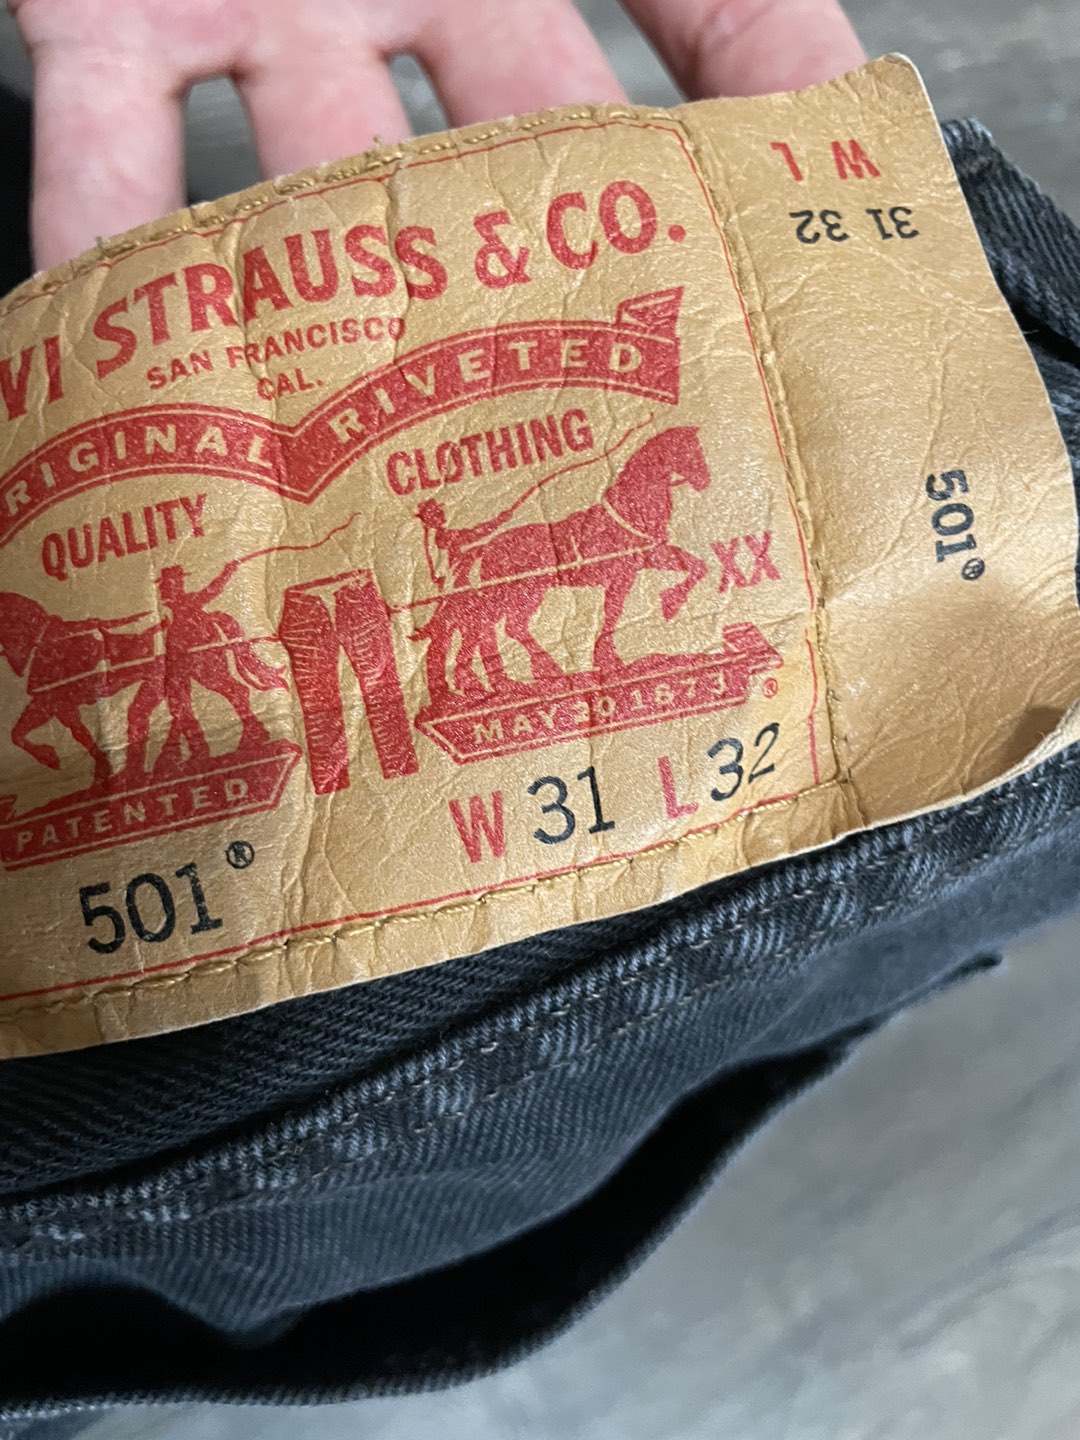 VI STRAUSS & CO.
SAN FRANCISCO
CAL.
RIGINAL RIVETED
QUALITY CLOTHING
XX
PATENTED MAY 20 1873 ®
501® W 31 L 32
W L
31 32
501®